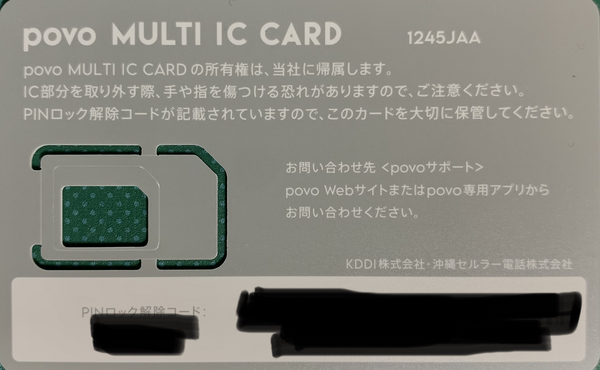 povo MULTI IC CARD 1245JAA
povo MULTI IC CARDの所有権は、当社に帰属します。
IC部分を取り外す際、手や指を傷つける恐れがありますので、ご注意ください。
PINロック解除コードが記載されていますので、このカードを大切に保管してください。
お問い合わせ先 <povoサポート>
povo Webサイトまたはpovo専用アプリから
お問い合わせください。
KDDI株式会社・沖縄セルラー電話株式会社
PINロック解除コード: